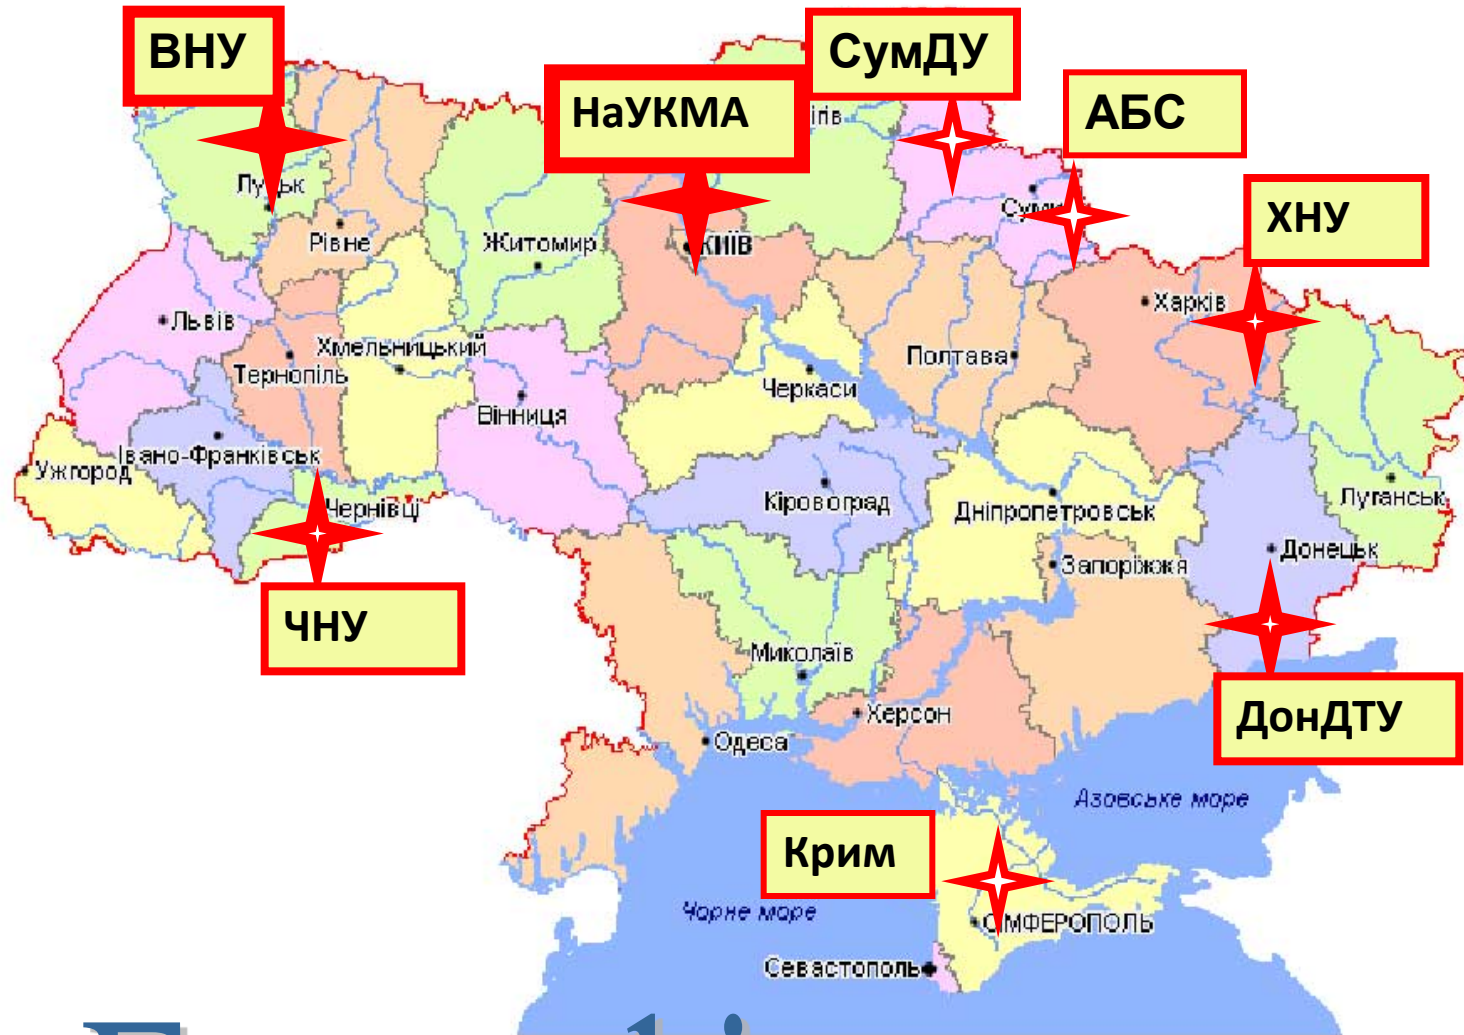 ВНУ
СумДУ
НаУКМА
АБС
ХНУ
Луцьк
Рівне
Житомир
КИЇВ
Суми
Львів
Харків
Хмельницький
Тернопіль
Полтава
Черкаси
Вінниця
Івано-Франківськ
Ужгород
Чернівці
Кіровоград
Дніпропетровськ
Луганськ
Донецьк
Запоріжжя
ЧНУ
Миколаїв
Херсон
Одеса
ДонДТУ
Азовське море
Крим
Чорне море
СІМФЕРОПОЛЬ
Севастополь